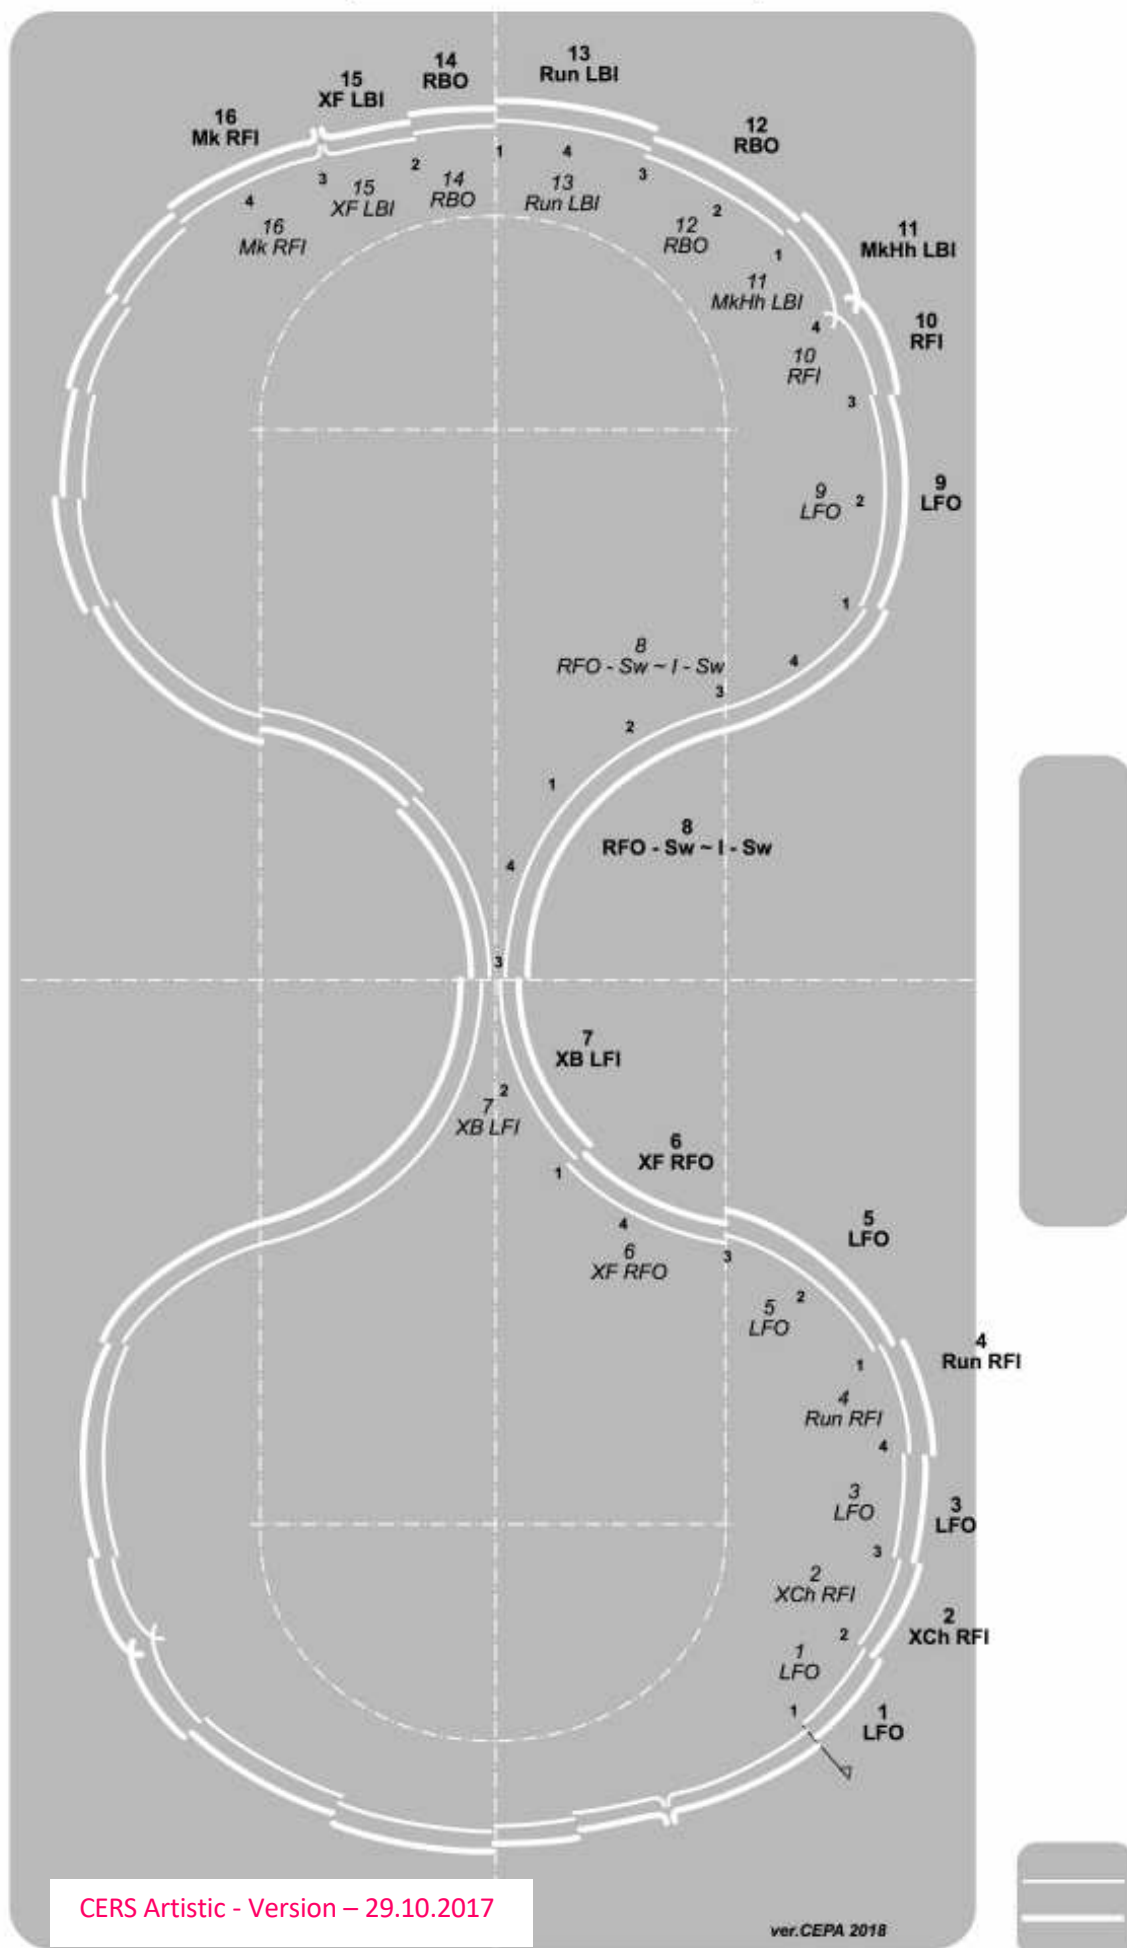 13
Run LBI
14
RBO
15
XF LBI
16
Mk RFI
12
RBO
1
4
2
3
3
14
RBO
13
Run LBI
15
XF LBI
4
16
Mk RFI
2
12
RBO
1
11
MkHh LBI
11
MkHh LBI
10
RFI
4
10
RFI
3
9
LFO
2
9
LFO
1
8
RFO - Sw ~ I - Sw
4
3
2
1
8
RFO - Sw ~ I - Sw
4
3
7
XB LFI
2
7
XB LFI
6
XF RFO
1
4
6
XF RFO
5
LFO
3
2
5
LFO
4
Run RFI
1
4
Run RFI
4
3
LFO
3
LFO
3
2
XCh RFI
2
XCh RFI
2
1
LFO
1
1
LFO
CERS Artistic - Version – 29.10.2017
ver.CEPA 2018